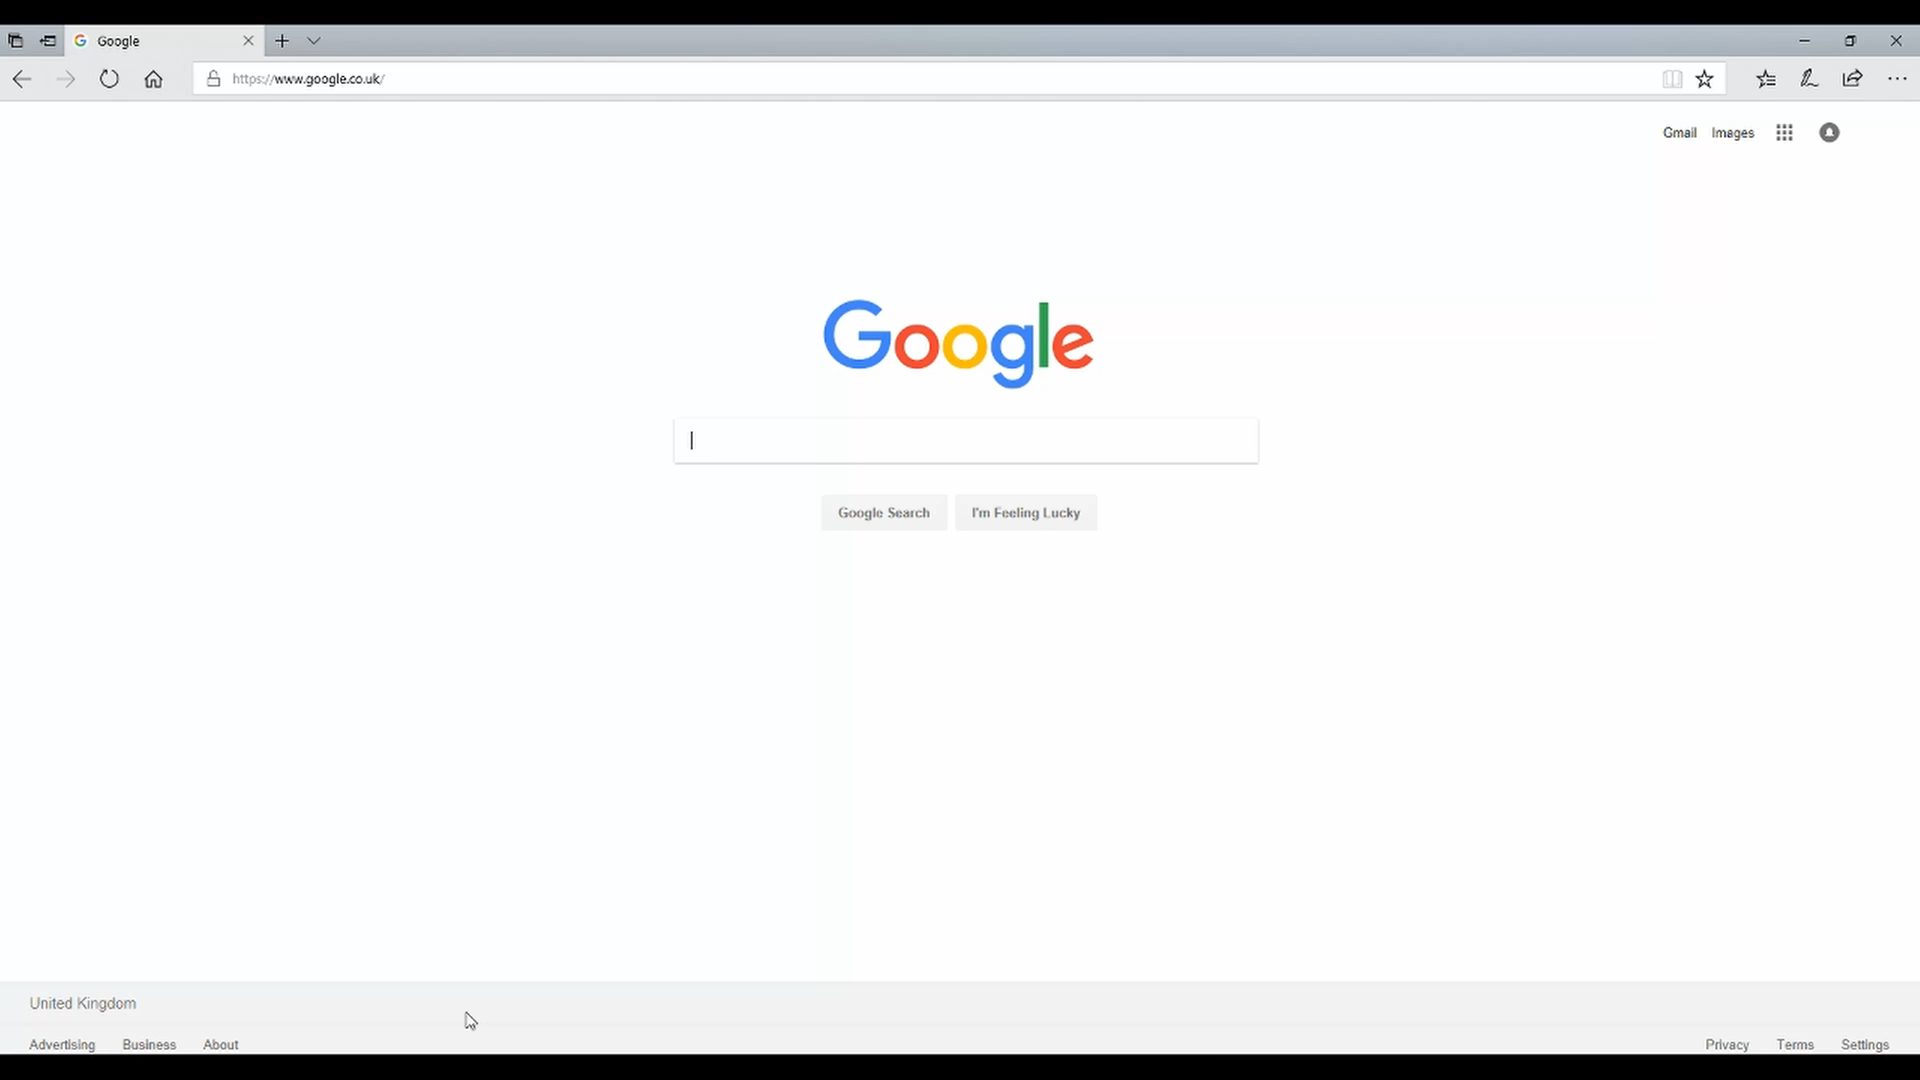 Google
https://www.google.co.uk/
Gmail Images
Google
Google Search I'm Feeling Lucky
United Kingdom
Advertising Business About Privacy Terms Settings